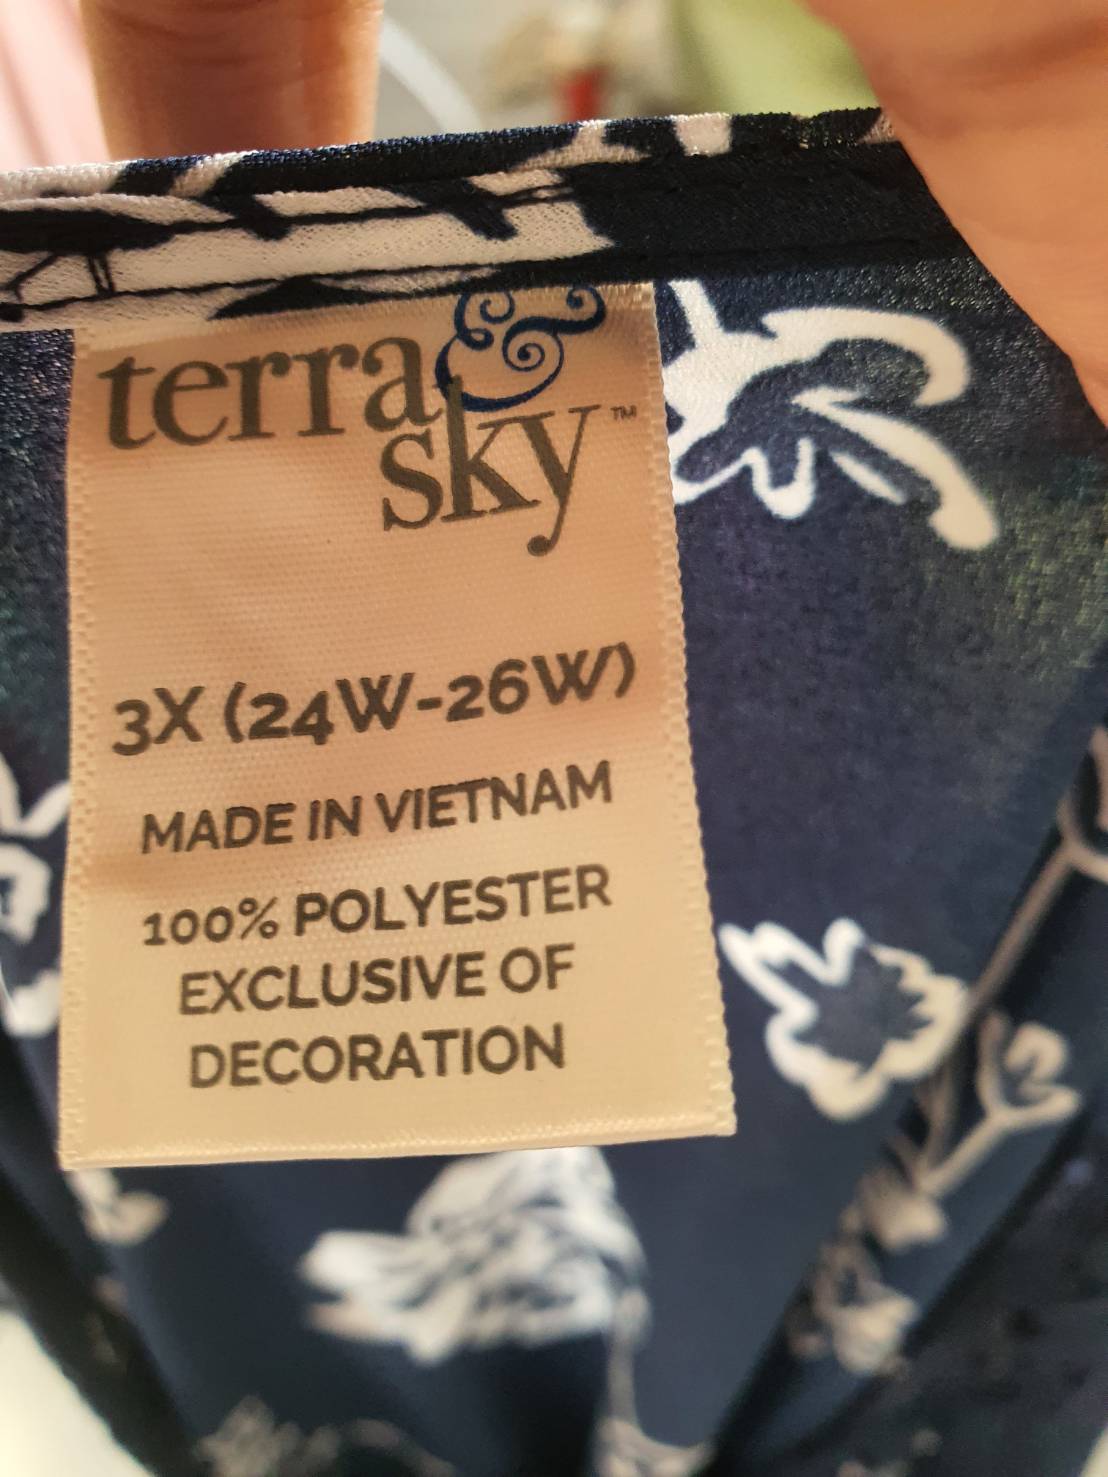 terra &
sky™
3X (24W-26W)
MADE IN VIETNAM
100% POLYESTER
EXCLUSIVE OF
DECORATION